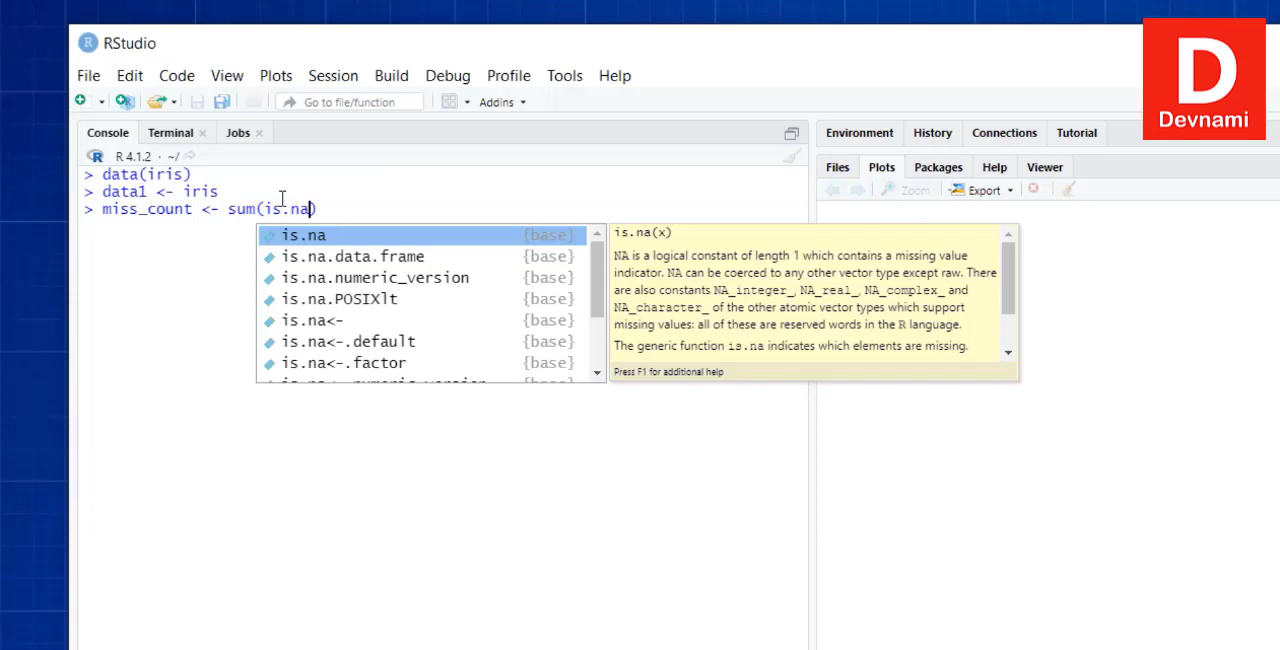 RStudio
File Edit Code View Plots Session Build Debug Profile Tools Help
Go to file/function Addins
D
Devnami
Console Terminal Jobs
R 4.1.2 · ~/
> data(iris)
> data1 <- iris
> miss_count <- sum(is.na)
is.na {base}
is.na.data.frame {base}
is.na.numeric_version {base}
is.na.POSIXlt {base}
is.na<- {base}
is.na<-.default {base}
is.na<-.factor {base}
is.na(x)
NA is a logical constant of length 1 which contains a missing value
indicator. NA can be coerced to any other vector type except raw. There
are also constants NA_integer_, NA_real_, NA_complex_ and
NA_character_ of the other atomic vector types which support
missing values: all of these are reserved words in the R language.
The generic function is.na indicates which elements are missing.
Press F1 for additional help
Environment History Connections Tutorial
Files Plots Packages Help Viewer
Zoom Export